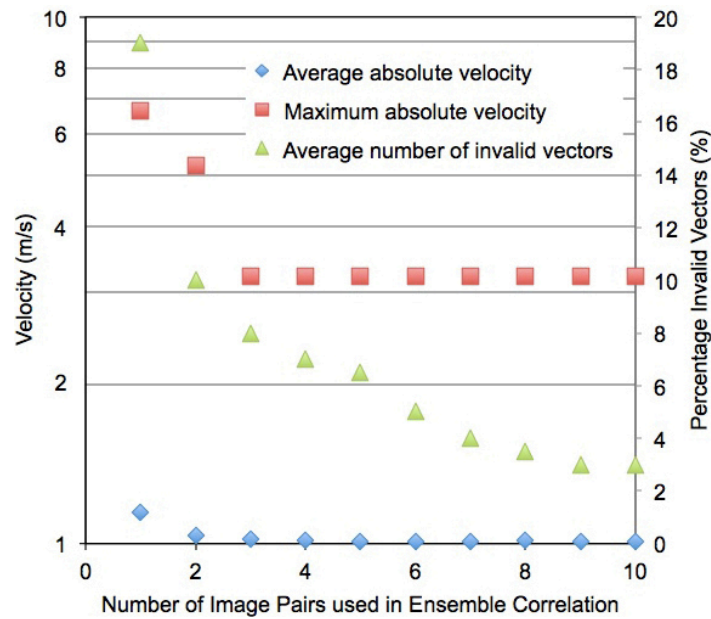 10
8
6
4
2
1
Velocity (m/s)
20
18
16
14
12
10
8
6
4
2
0
Percentage Invalid Vectors (%)
Average absolute velocity
Maximum absolute velocity
Average number of invalid vectors
0 2 4 6 8 10
Number of Image Pairs used in Ensemble Correlation